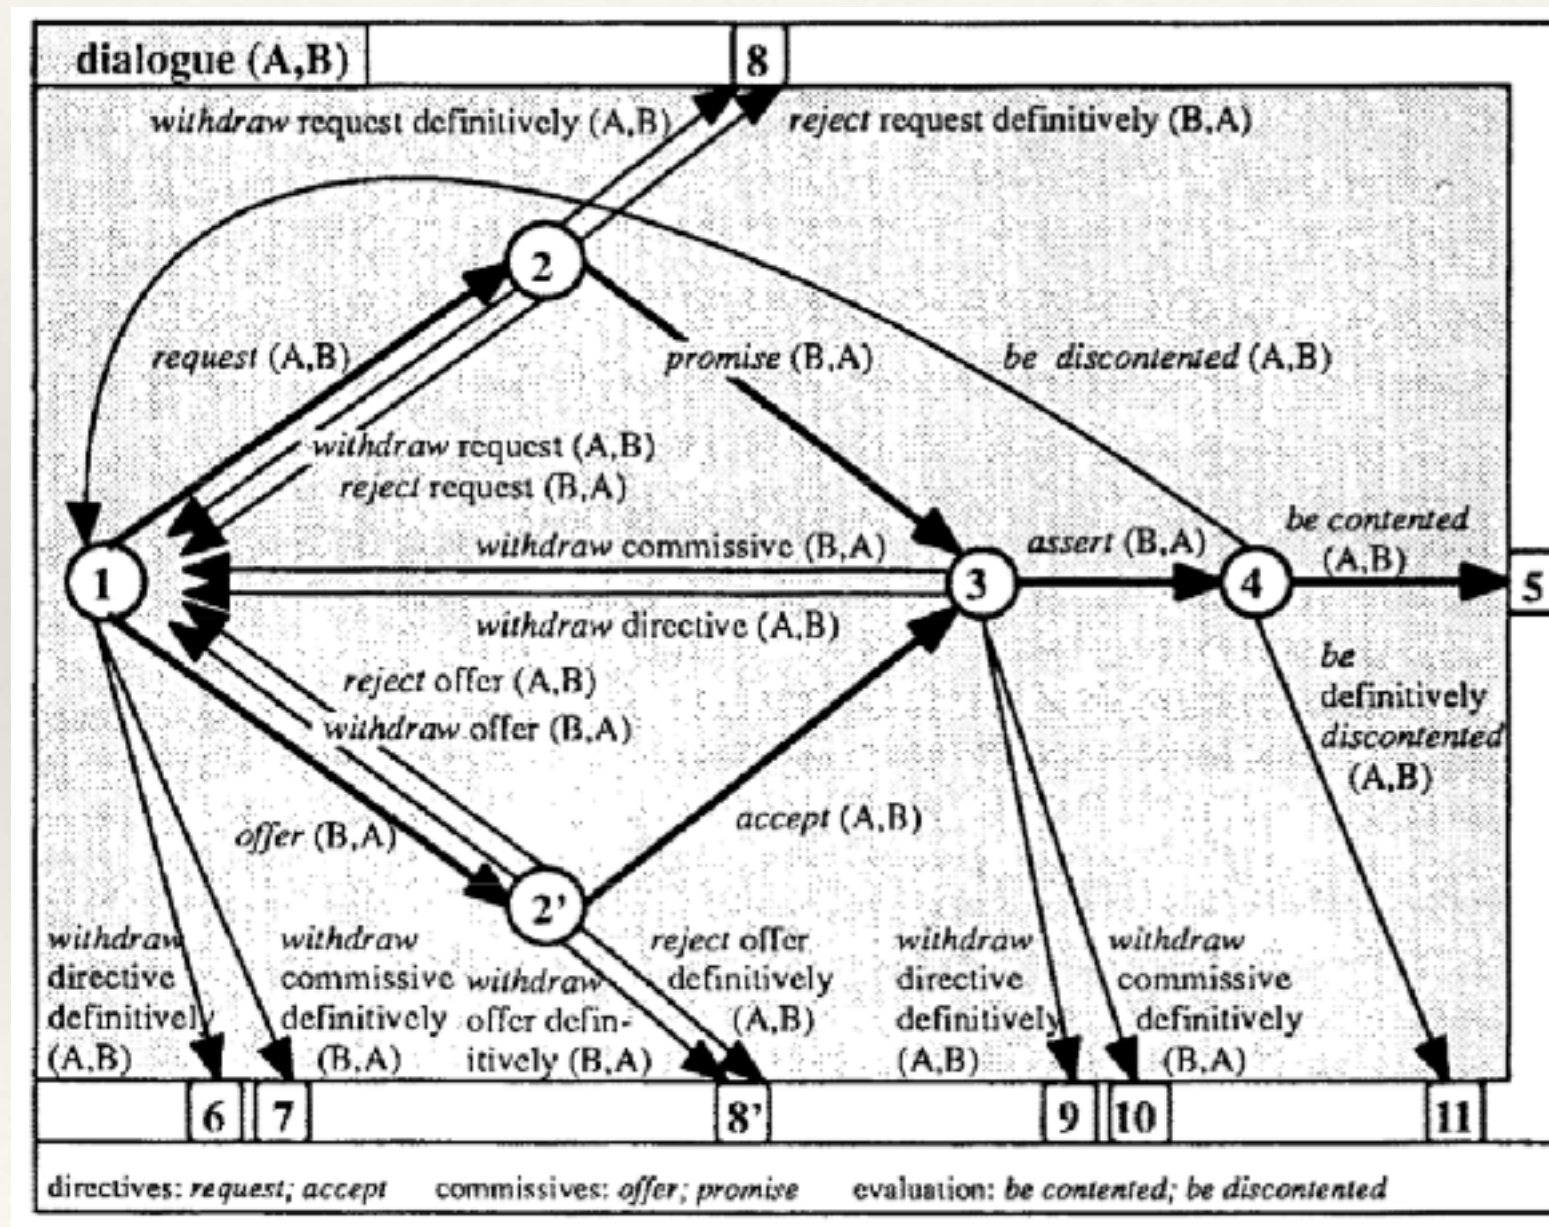 dialogue (A,B)
8
withdraw request definitively (A,B)
reject request definitively (B,A)
2
request (A,B)
promise (B,A)
be discontented (A,B)
withdraw request (A,B)
reject request (B,A)
withdraw commissive (B,A)
assert (B,A)
be contented
(A,B)
1
3
4
5
withdraw directive (A,B)
reject offer (A,B)
withdraw offer (B,A)
be
definitively
discontented
(A,B)
offer (B,A)
accept (A,B)
2'
withdraw
directive
definitively
(A,B)
withdraw
commissive
definitively
(B,A)
withdraw
offer defin-
itively (B,A)
reject offer
definitively
(A,B)
withdraw
directive
definitively
(A,B)
withdraw
commissive
definitively
(B,A)
6
7
8'
9
10
11
directives: request; accept commissives: offer; promise evaluation: be contented; be discontented